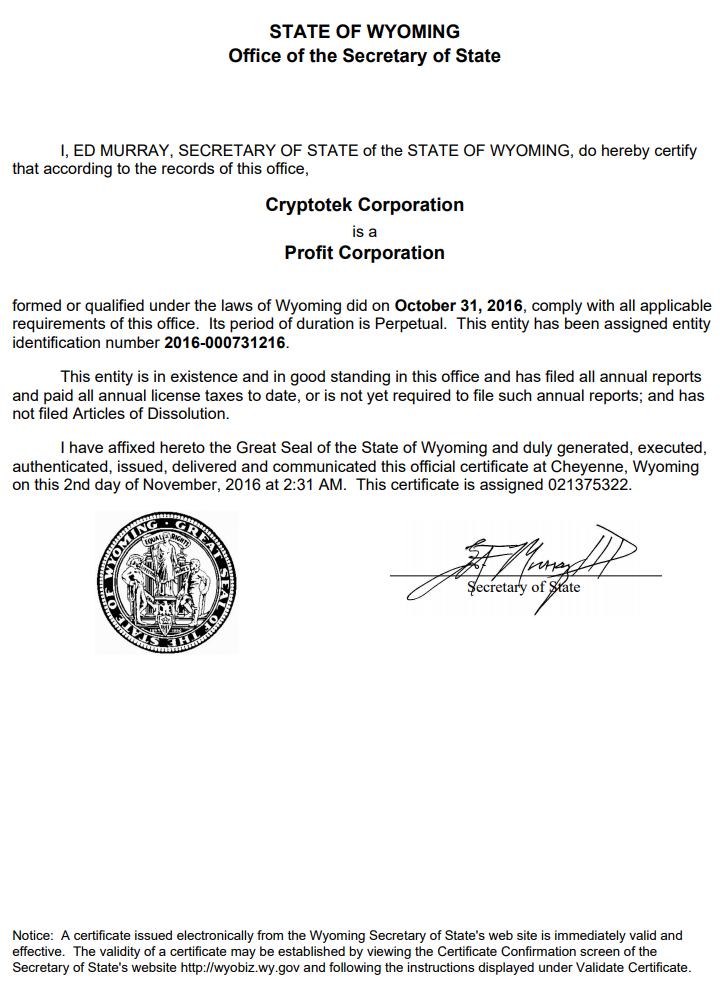 STATE OF WYOMING
Office of the Secretary of State
I, ED MURRAY, SECRETARY OF STATE of the STATE OF WYOMING, do hereby certify
that according to the records of this office,
Cryptotek Corporation
is a
Profit Corporation
formed or qualified under the laws of Wyoming did on October 31, 2016, comply with all applicable
requirements of this office. Its period of duration is Perpetual. This entity has been assigned entity
identification number 2016-000731216.
This entity is in existence and in good standing in this office and has filed all annual reports
and paid all annual license taxes to date, or is not yet required to file such annual reports; and has
not filed Articles of Dissolution.
I have affixed hereto the Great Seal of the State of Wyoming and duly generated, executed,
authenticated, issued, delivered and communicated this official certificate at Cheyenne, Wyoming
on this 2nd day of November, 2016 at 2:31 AM. This certificate is assigned 021375322.
GREAT SEAL OF THE STATE OF WYOMING
EQUAL RIGHTS
Secretary of State
Notice: A certificate issued electronically from the Wyoming Secretary of State's web site is immediately valid and
effective. The validity of a certificate may be established by viewing the Certificate Confirmation screen of the
Secretary of State's website http://wyobiz.wy.gov and following the instructions displayed under Validate Certificate.